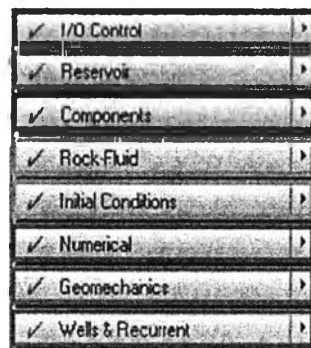 I/O Control
Reservoir
Components
Rock-Fluid
Initial Conditions
Numerical
Geomechanics
Wells & Recurrent